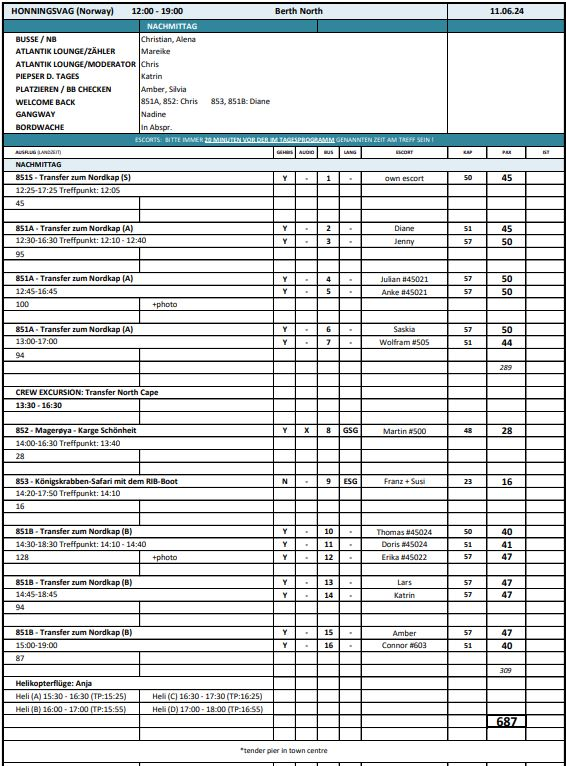 HONNINGSVAG (Norway) 12:00 - 19:00 Berth North 11.06.24
NACHMITTAG
BUSSE / NB Christian, Alena
ATLANTIK LOUNGE/ZÄHLER Mareike
ATLANTIK LOUNGE/MODERATOR Chris
PIEPSER D. TAGES Katrin
PLATZIEREN / BB CHECKEN Amber, Silvia
WELCOME BACK 851A, 852: Chris 853, 851B: Diane
GANGWAY Nadine
BORDWACHE In Abspr.
ESCORTS: BITTE IMMER 20 MINUTEN VOR DER IM TAGESPROGRAMM GENANNTEN ZEIT AM TREFF SEIN !
AUSFLUG (LANDZEIT) GEHBIS AUDIO BUS LANG ESCORT KAP PAX IST
NACHMITTAG
851S - Transfer zum Nordkap (S) Y - 1 own escort 50 45
12:25-17:25 Treffpunkt: 12:05
45
851A - Transfer zum Nordkap (A) Y - 2 - Diane 51 45
12:30-16:30 Treffpunkt: 12:10 - 12:40 Y - 3 - Jenny 57 50
95
851A - Transfer zum Nordkap (A) Y - 4 - Julian #45021 57 50
12:45-16:45 Y - 5 - Anke #45021 57 50
100 +photo
851A - Transfer zum Nordkap (A) Y - 6 - Saskia 57 50
13:00-17:00 Y - 7 - Wolfram #505 51 44
94
289
CREW EXCURSION: Transfer North Cape
13:30 - 16:30
852 - Magerøya - Karge Schönheit Y X 8 GSG Martin #500 48 28
14:00-16:30 Treffpunkt: 13:40
28
853 - Königskrabben-Safari mit dem RIB-Boot N - 9 ESG Franz + Susi 23 16
14:20-17:50 Treffpunkt: 14:10
16
851B - Transfer zum Nordkap (B) Y - 10 - Thomas #45024 50 40
14:30-18:30 Treffpunkt: 14:10 - 14:40 Y - 11 - Doris #45024 51 41
128 +photo Y - 12 - Erika #45022 57 47
851B - Transfer zum Nordkap (B) Y - 13 - Lars 57 47
14:45-18:45 Y - 14 - Katrin 57 47
94
851B - Transfer zum Nordkap (B) Y - 15 - Amber 57 47
15:00-19:00 Y - 16 - Connor #603 51 40
87
309
Helikopterflüge: Anja
Heli (A) 15:30 - 16:30 (TP:15:25) Heli (C) 16:30 - 17:30 (TP:16:25)
Heli (B) 16:00 - 17:00 (TP:15:55) Heli (D) 17:00 - 18:00 (TP:16:55)
687
*tender pier in town centre